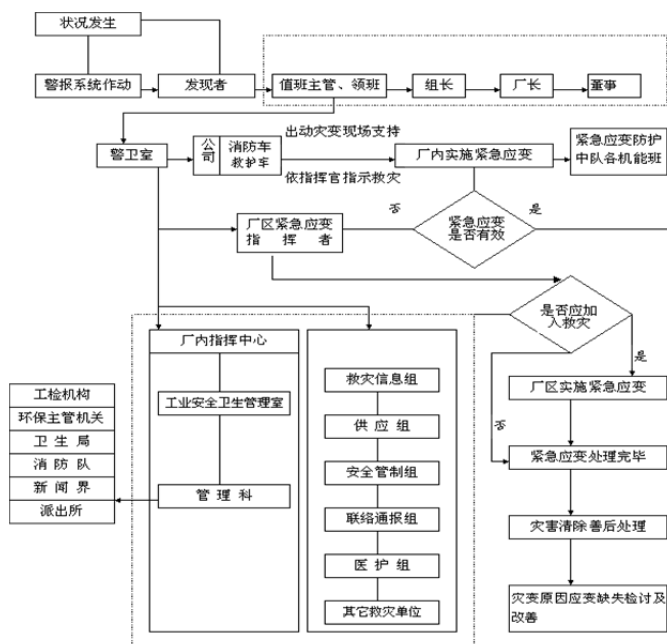 状况发生
警报系统作动
发现者
值班主管、领班
组长
厂长
董事
警卫室
公司
消防车
救护车
出动灾变现场支持
依指挥官指示救灾
厂内实施紧急应变
紧急应变防护
中队各机能班
厂区紧急应变
指挥者
否
紧急应变
是否有效
是
是否应加
入救灾
是
否
厂内指挥中心
工业安全卫生管理室
管理科
救灾信息组
供应组
安全管制组
联络通报组
医护组
其它救灾单位
工检机构
环保主管机关
卫生局
消防队
新闻界
派出所
厂区实施紧急应变
紧急应变处理完毕
灾害清除善后处理
灾变原因应变缺失检讨及
改善